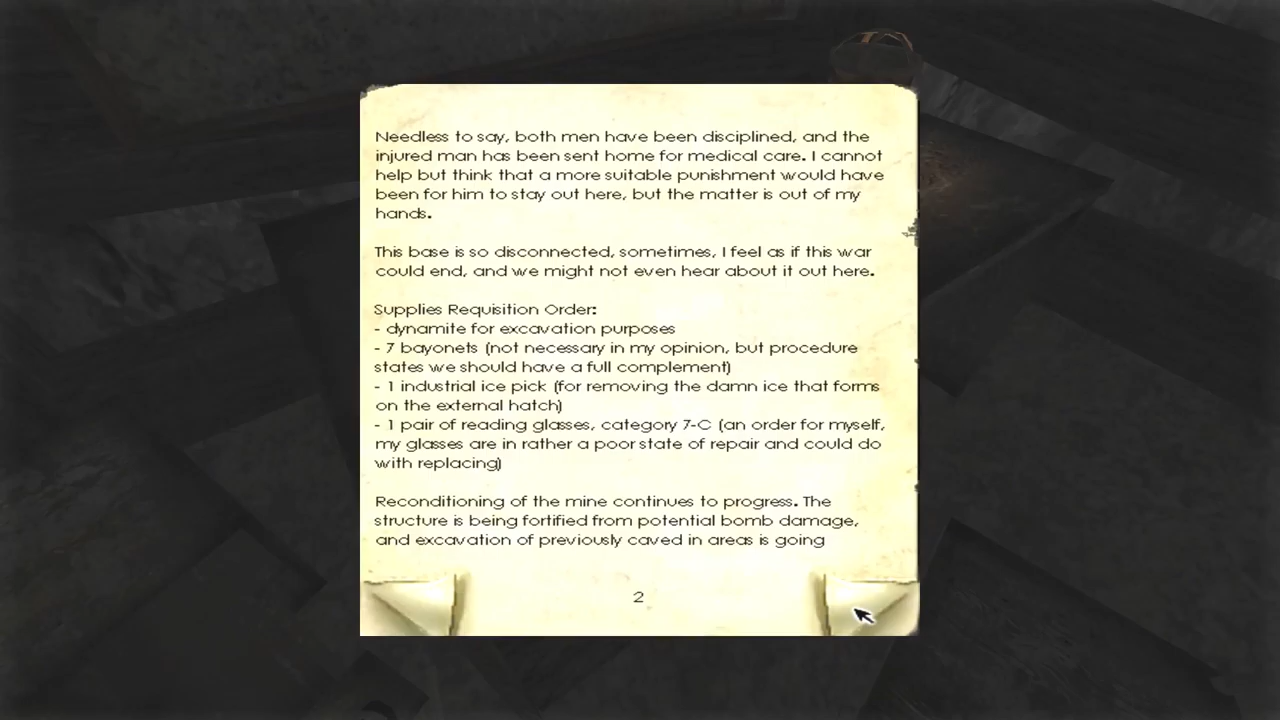 Needless to say, both men have been disciplined, and the
injured man has been sent home for medical care. I cannot
help but think that a more suitable punishment would have
been for him to stay out here, but the matter is out of my
hands.
This base is so disconnected, sometimes, I feel as if this war
could end, and we might not even hear about it out here.
Supplies Requisition Order:
- dynamite for excavation purposes
- 7 bayonets (not necessary in my opinion, but procedure
states we should have a full complement)
- 1 industrial ice pick (for removing the damn ice that forms
on the external hatch)
- 1 pair of reading glasses, category 7-C (an order for myself,
my glasses are in rather a poor state of repair and could do
with replacing)
Reconditioning of the mine continues to progress. The
structure is being fortified from potential bomb damage,
and excavation of previously caved in areas is going
2